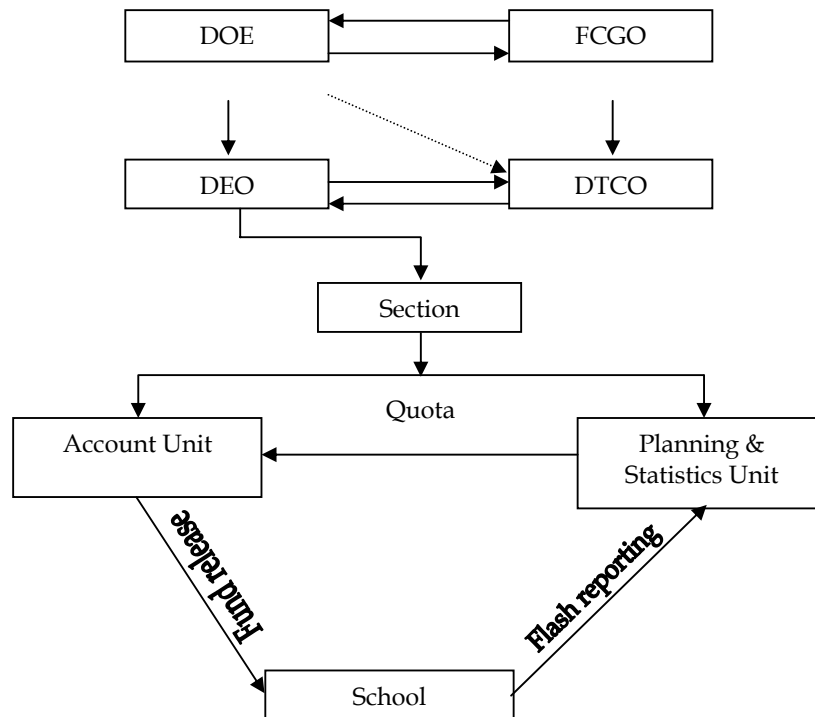 DOE
FCGO
DEO
DTCO
Section
Quota
Account Unit
Planning &
Statistics Unit
Fund release
Flash reporting
School